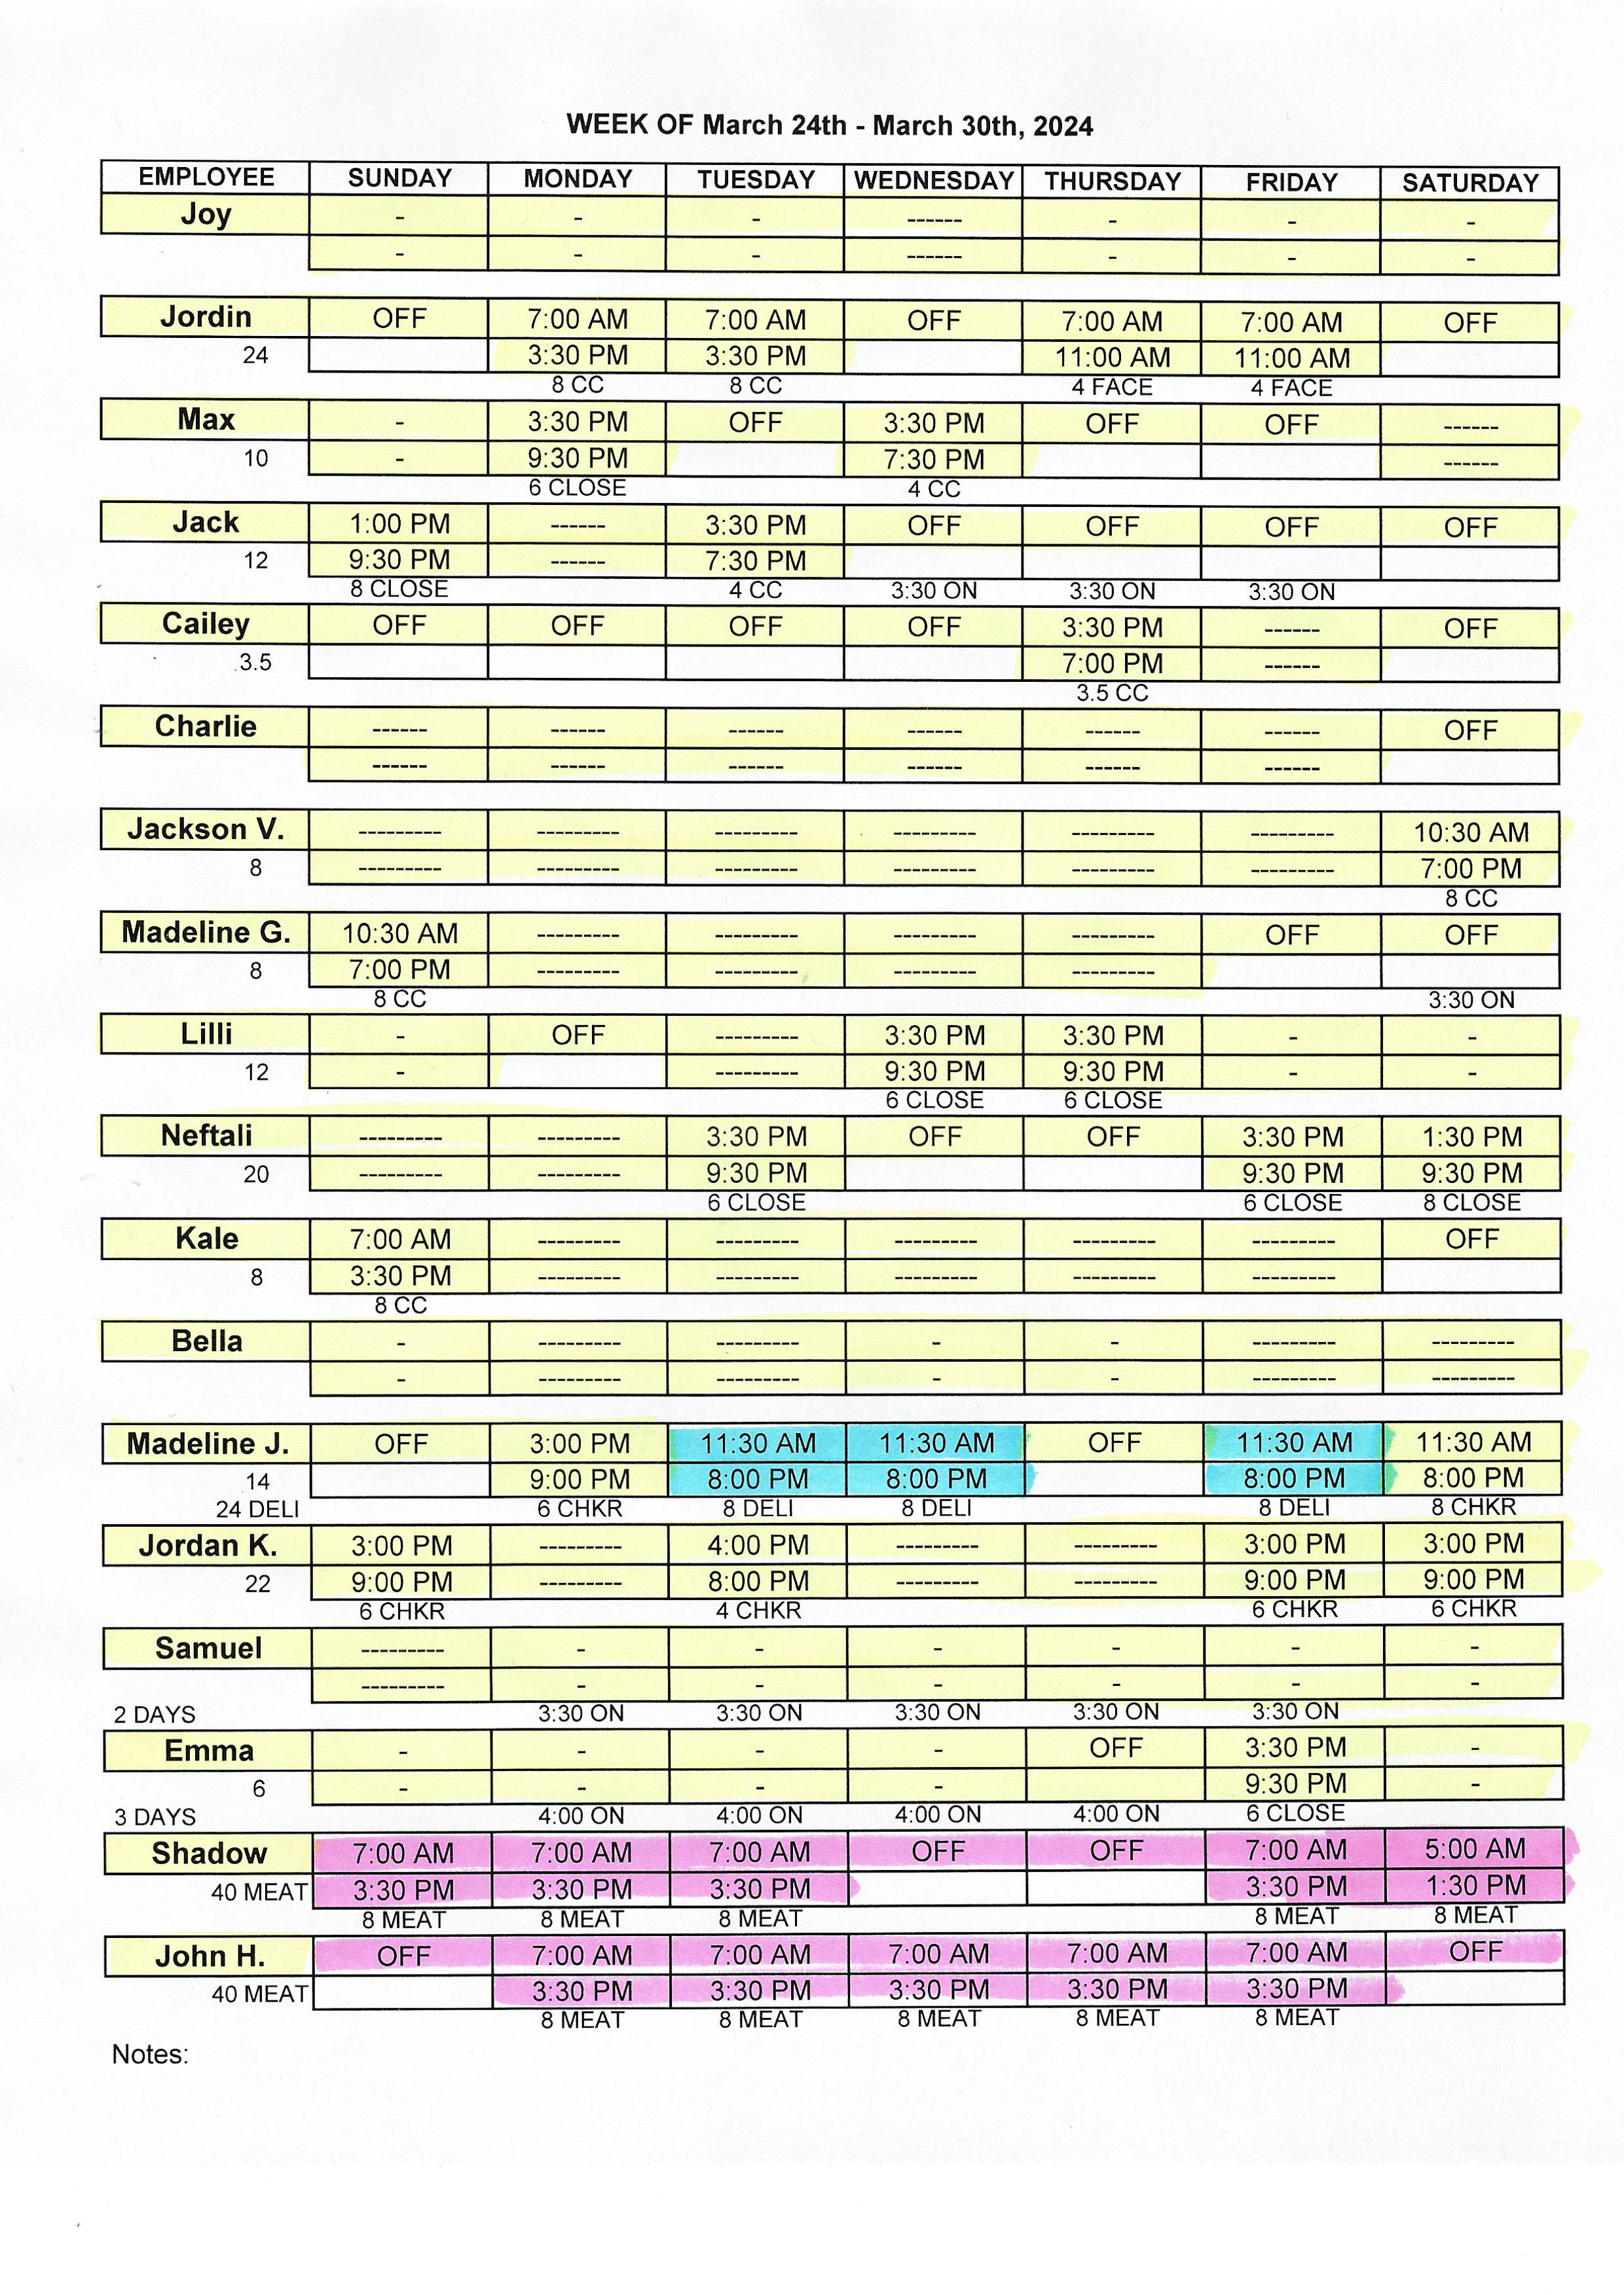 WEEK OF March 24th - March 30th, 2024
EMPLOYEE SUNDAY MONDAY TUESDAY WEDNESDAY THURSDAY FRIDAY SATURDAY
Joy - - - ------ - - -
- - - ------ - - -
Jordin OFF 7:00 AM 7:00 AM OFF 7:00 AM 7:00 AM OFF
24 3:30 PM 3:30 PM 11:00 AM 11:00 AM
8 CC 8 CC 4 FACE 4 FACE
Max - 3:30 PM OFF 3:30 PM OFF OFF ------
10 - 9:30 PM 7:30 PM ------
6 CLOSE 4 CC
Jack 1:00 PM ------ 3:30 PM OFF OFF OFF OFF
12 9:30 PM ------ 7:30 PM
8 CLOSE 4 CC 3:30 ON 3:30 ON 3:30 ON
Cailey OFF OFF OFF OFF 3:30 PM ------ OFF
3.5 7:00 PM ------
3.5 CC
Charlie ------ ------ ------ ------ ------ ------ OFF
------ ------ ------ ------ ------ ------
Jackson V. --------- --------- --------- --------- --------- --------- 10:30 AM
8 --------- --------- --------- --------- --------- --------- 7:00 PM
8 CC
Madeline G. 10:30 AM --------- --------- --------- --------- OFF OFF
8 7:00 PM --------- --------- --------- ---------
8 CC 3:30 ON
Lilli - OFF --------- 3:30 PM 3:30 PM - -
12 - --------- 9:30 PM 9:30 PM - -
6 CLOSE 6 CLOSE
Neftali --------- --------- 3:30 PM OFF OFF 3:30 PM 1:30 PM
20 --------- --------- 9:30 PM 9:30 PM 9:30 PM
6 CLOSE 6 CLOSE 8 CLOSE
Kale 7:00 AM --------- --------- --------- --------- --------- OFF
8 3:30 PM --------- --------- --------- --------- ---------
8 CC
Bella - --------- --------- - - --------- ---------
- --------- --------- - - --------- ---------
Madeline J. OFF 3:00 PM 11:30 AM 11:30 AM OFF 11:30 AM 11:30 AM
14 9:00 PM 8:00 PM 8:00 PM 8:00 PM 8:00 PM
24 DELI 6 CHKR 8 DELI 8 DELI 8 DELI 8 CHKR
Jordan K. 3:00 PM --------- 4:00 PM --------- --------- 3:00 PM 3:00 PM
22 9:00 PM --------- 8:00 PM --------- --------- 9:00 PM 9:00 PM
6 CHKR 4 CHKR 6 CHKR 6 CHKR
Samuel --------- - - - - - -
--------- - - - - - -
2 DAYS 3:30 ON 3:30 ON 3:30 ON 3:30 ON 3:30 ON
Emma - - - - OFF 3:30 PM -
6 - - - - 9:30 PM -
3 DAYS 4:00 ON 4:00 ON 4:00 ON 4:00 ON 6 CLOSE
Shadow 7:00 AM 7:00 AM 7:00 AM OFF OFF 7:00 AM 5:00 AM
40 MEAT 3:30 PM 3:30 PM 3:30 PM 3:30 PM 1:30 PM
8 MEAT 8 MEAT 8 MEAT 8 MEAT 8 MEAT
John H. OFF 7:00 AM 7:00 AM 7:00 AM 7:00 AM 7:00 AM OFF
40 MEAT 3:30 PM 3:30 PM 3:30 PM 3:30 PM 3:30 PM
8 MEAT 8 MEAT 8 MEAT 8 MEAT 8 MEAT
Notes: